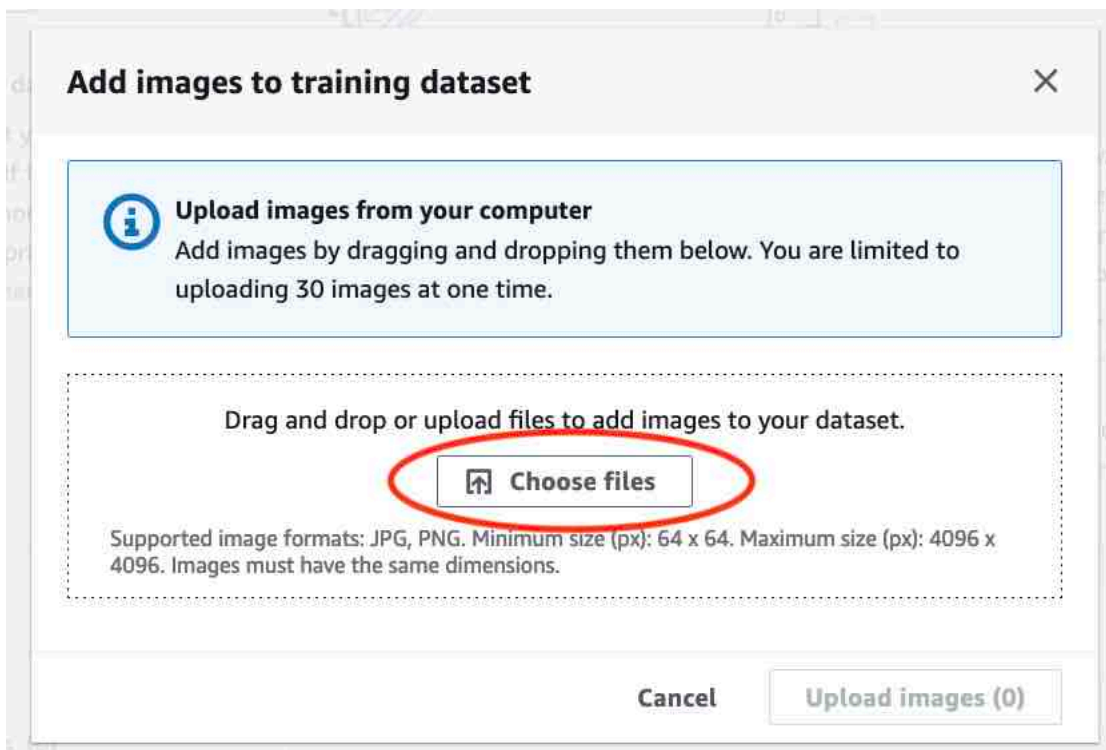 Add images to training dataset
Upload images from your computer
Add images by dragging and dropping them below. You are limited to
uploading 30 images at one time.
Drag and drop or upload files to add images to your dataset.
Choose files
Supported image formats: JPG, PNG. Minimum size (px): 64 x 64. Maximum size (px): 4096 x
4096. Images must have the same dimensions.
Cancel
Upload images (0)